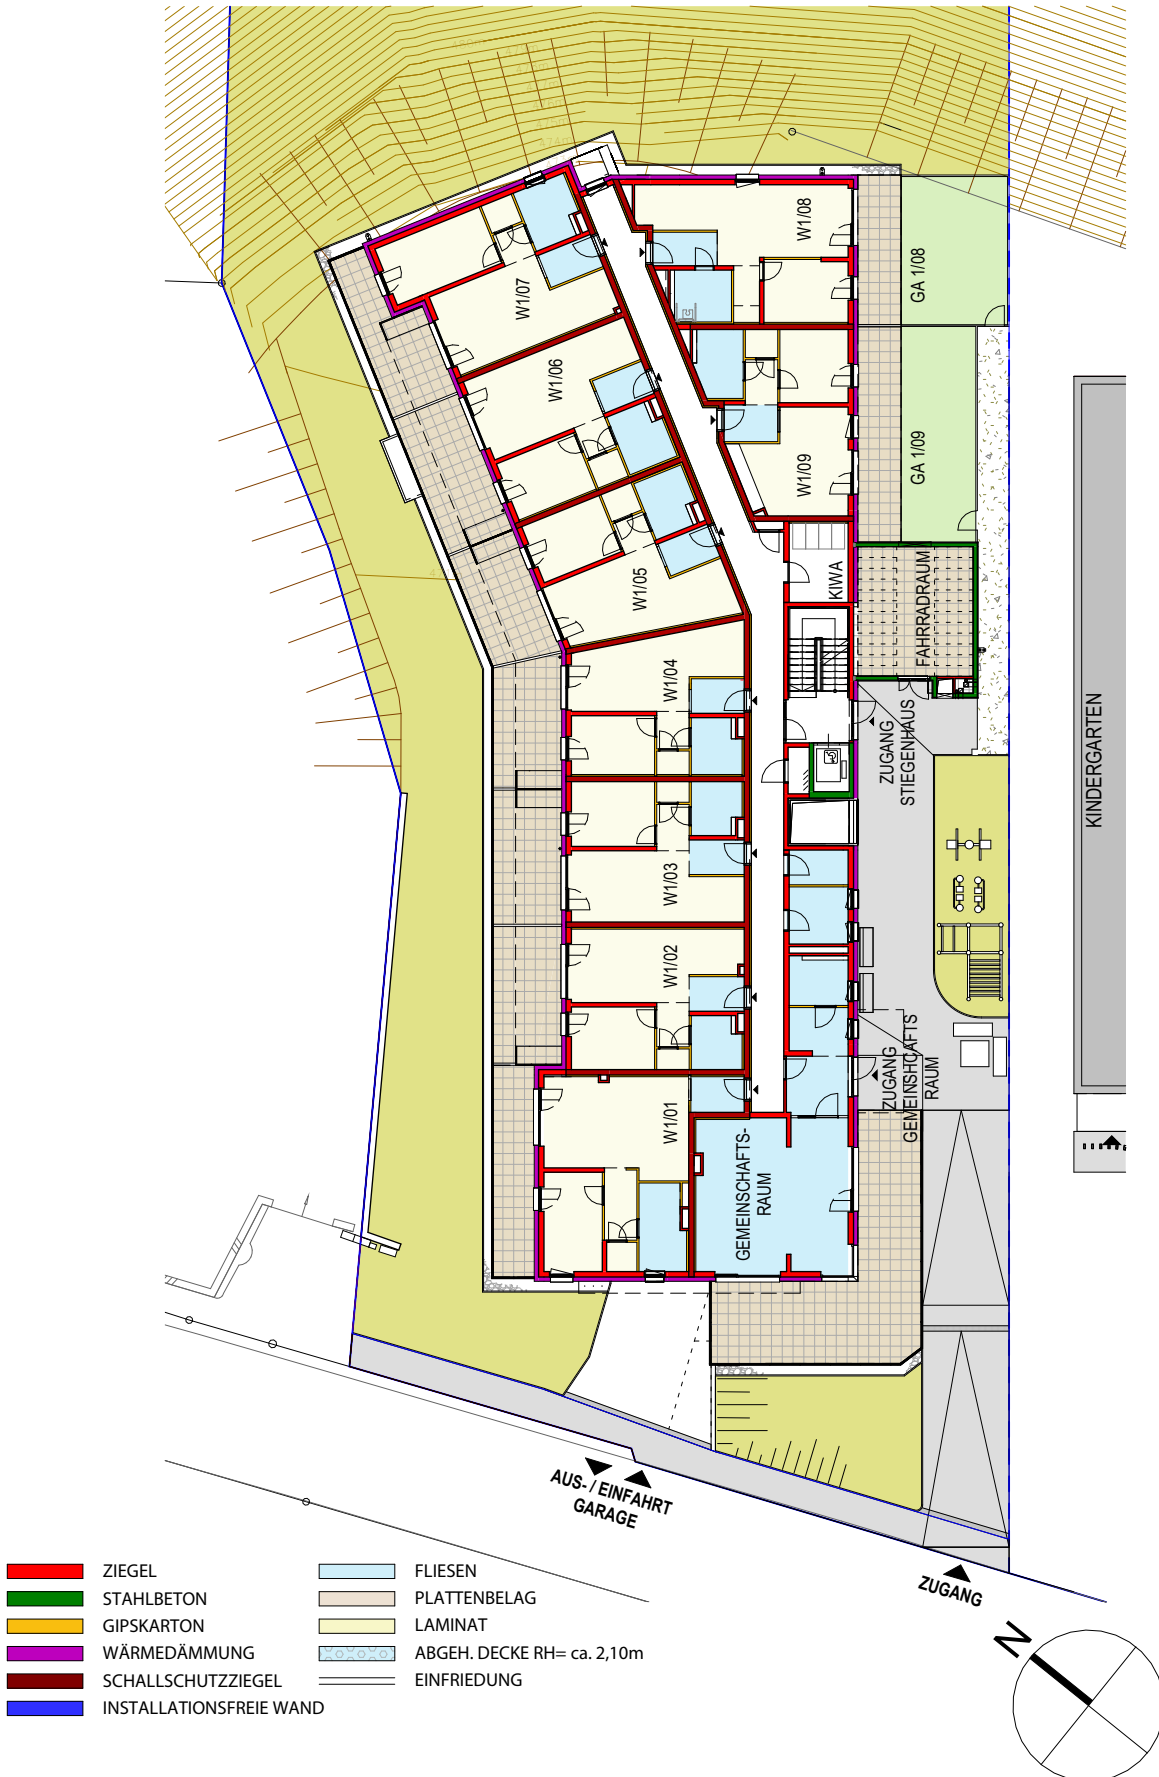 W1/08
GA 1/08
W1/07
W1/06
GA 1/09
W1/09
KIWA
W1/05
FAHRRADRAUM
W1/04
ZUGANG
STIEGENHAUS
KINDERGARTEN
W1/03
W1/02
ZUGANG
GEMEINSHCAFTS
RAUM
W1/01
GEMEINSCHAFTS-
RAUM
AUS- / EINFAHRT
GARAGE
ZUGANG
N
ZIEGEL
STAHLBETON
GIPSKARTON
WÄRMEDÄMMUNG
SCHALLSCHUTZZIEGEL
INSTALLATIONSFREIE WAND
FLIESEN
PLATTENBELAG
LAMINAT
ABGEH. DECKE RH= ca. 2,10m
EINFRIEDUNG